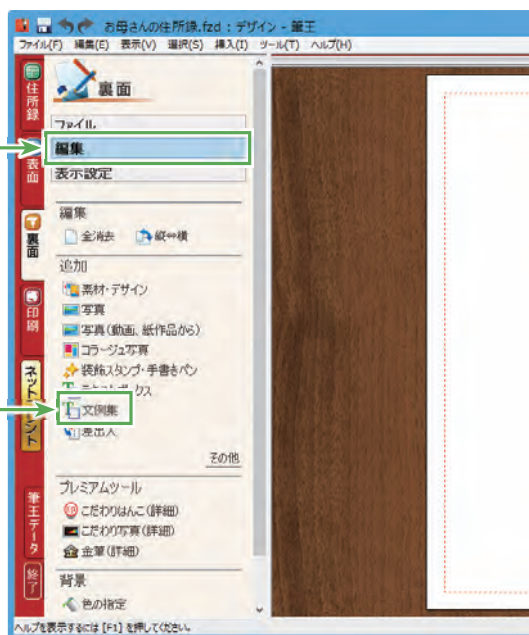 お母さんの住所録.fzd : デザイン - 筆王
ファイル(F) 編集(E) 表示(V) 選択(S) 挿入(I) ツール(T) ヘルプ(H)
住所録
表面
裏面
印刷
筆王データ
終了
裏面
ファイル
編集
表示設定
編集
全消去 縦⇔横
追加
素材・デザイン
写真
写真(動画、紙作品から)
コラージュ写真
装飾スタンプ・手書きペン
文例集
差出人
その他
プレミアムツール
こだわりはんこ(詳細)
こだわり写真(詳細)
金筆(詳細)
背景
色の指定
ヘルプを表示するには [F1] を押してください。